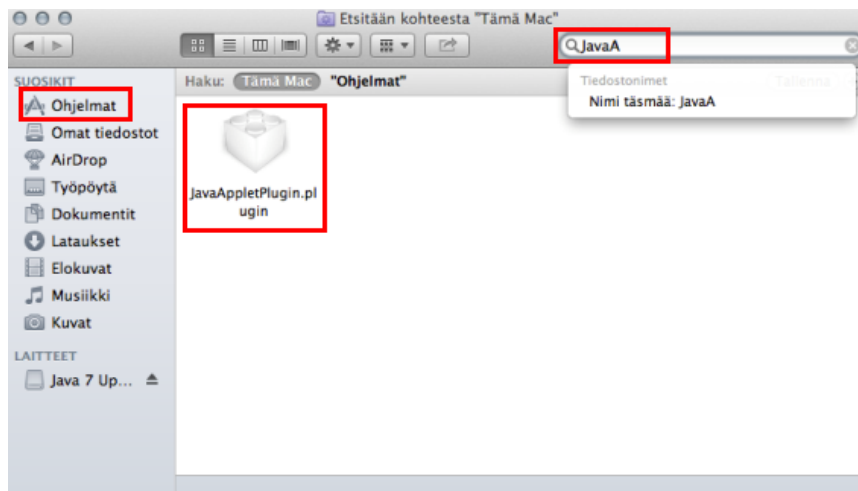 Etsitään kohteesta "Tämä Mac"
JavaA
SUOSIKIT
Ohjelmat
Omat tiedostot
AirDrop
Työpöytä
Dokumentit
Lataukset
Elokuvat
Musiikki
Kuvat
LAITTEET
Java 7 Up...
Haku: Tämä Mac "Ohjelmat"
Tallenna
Tiedostonimet
Nimi täsmää: JavaA
JavaAppletPlugin.pl
ugin